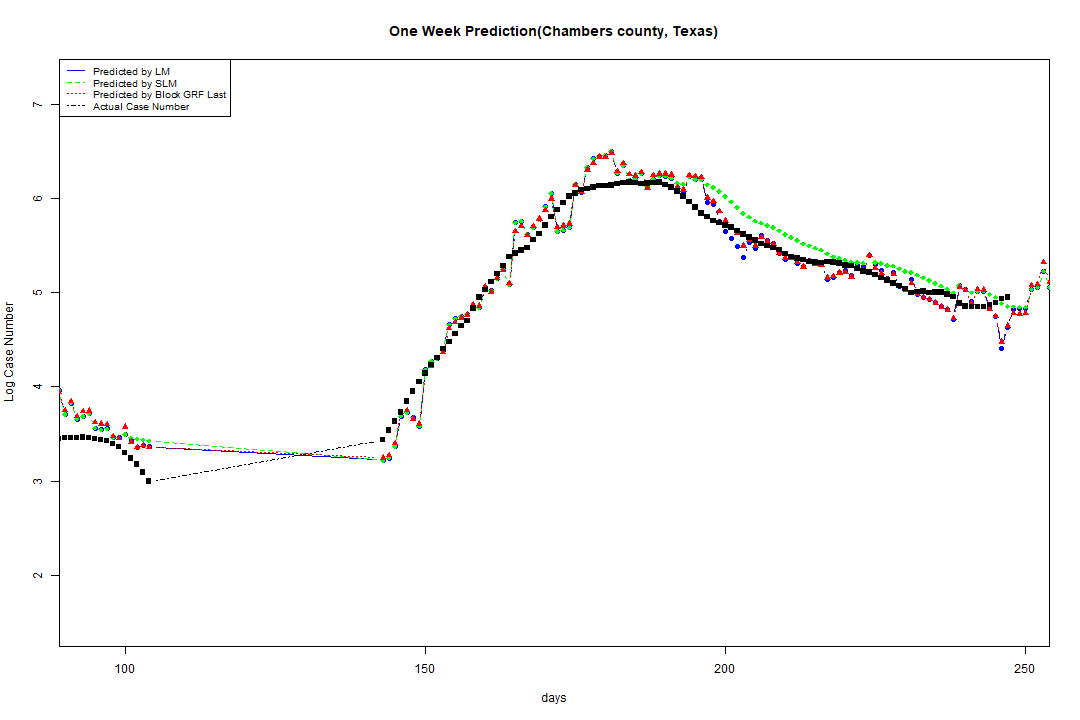 One Week Prediction(Chambers county, Texas)
Predicted by LM
Predicted by SLM
Predicted by Block GRF Last
Actual Case Number
7
6
5
4
3
2
Log Case Number
100
150
200
250
days